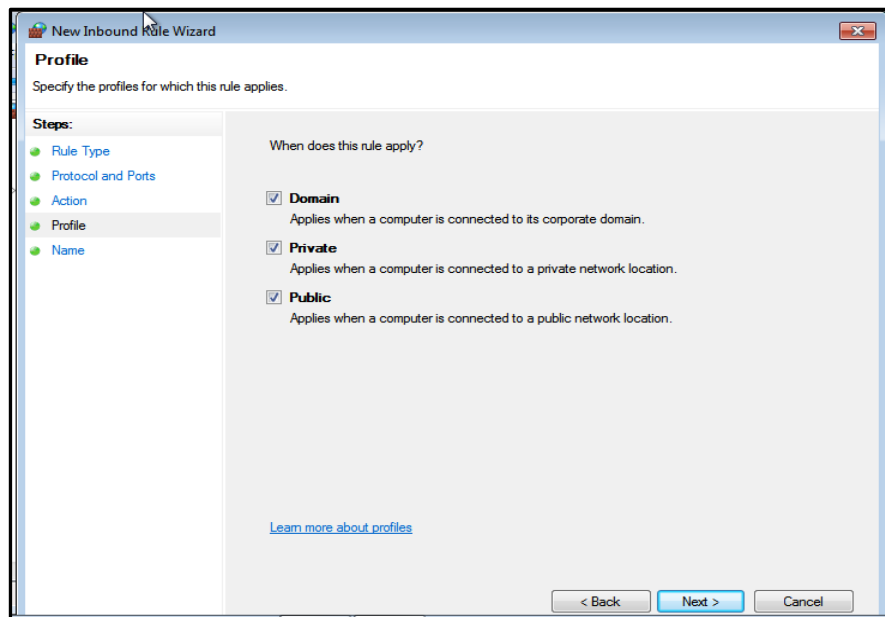 New Inbound Rule Wizard
Profile
Specify the profiles for which this rule applies.
Steps:
Rule Type
Protocol and Ports
Action
Profile
Name
When does this rule apply?
Domain
Applies when a computer is connected to its corporate domain.
Private
Applies when a computer is connected to a private network location.
Public
Applies when a computer is connected to a public network location.
Learn more about profiles
< Back
Next >
Cancel